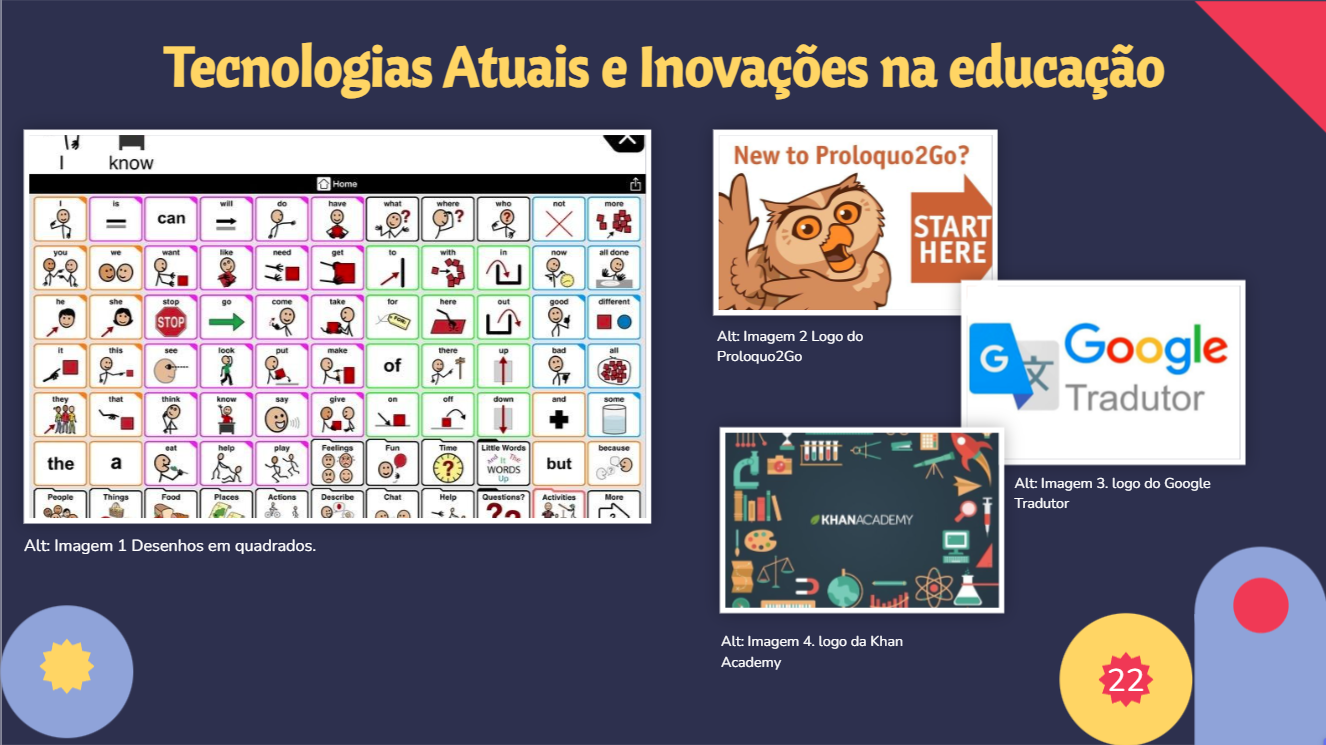 Tecnologias Atuais e Inovações na educação
I know
Home
I is can will do have what where who not more
you we want like need get to with in now all done
he she stop go come take for here out good different
STOP
FOR:
it this see look put make of there up bad all
they that think know say give on off down and some
the a eat help play Feelings Fun Time Little Words but because
And It The
WORDS
Up
People Things Food Places Actions Describe Chat Help Questions? Activities More
Alt: Imagem 1 Desenhos em quadrados.
New to Proloquo2Go?
START
HERE
Alt: Imagem 2 Logo do
Proloquo2Go
G 文
Google
Tradutor
Alt: Imagem 3. logo do Google
Tradutor
KHANACADEMY
Alt: Imagem 4. logo da Khan
Academy
22